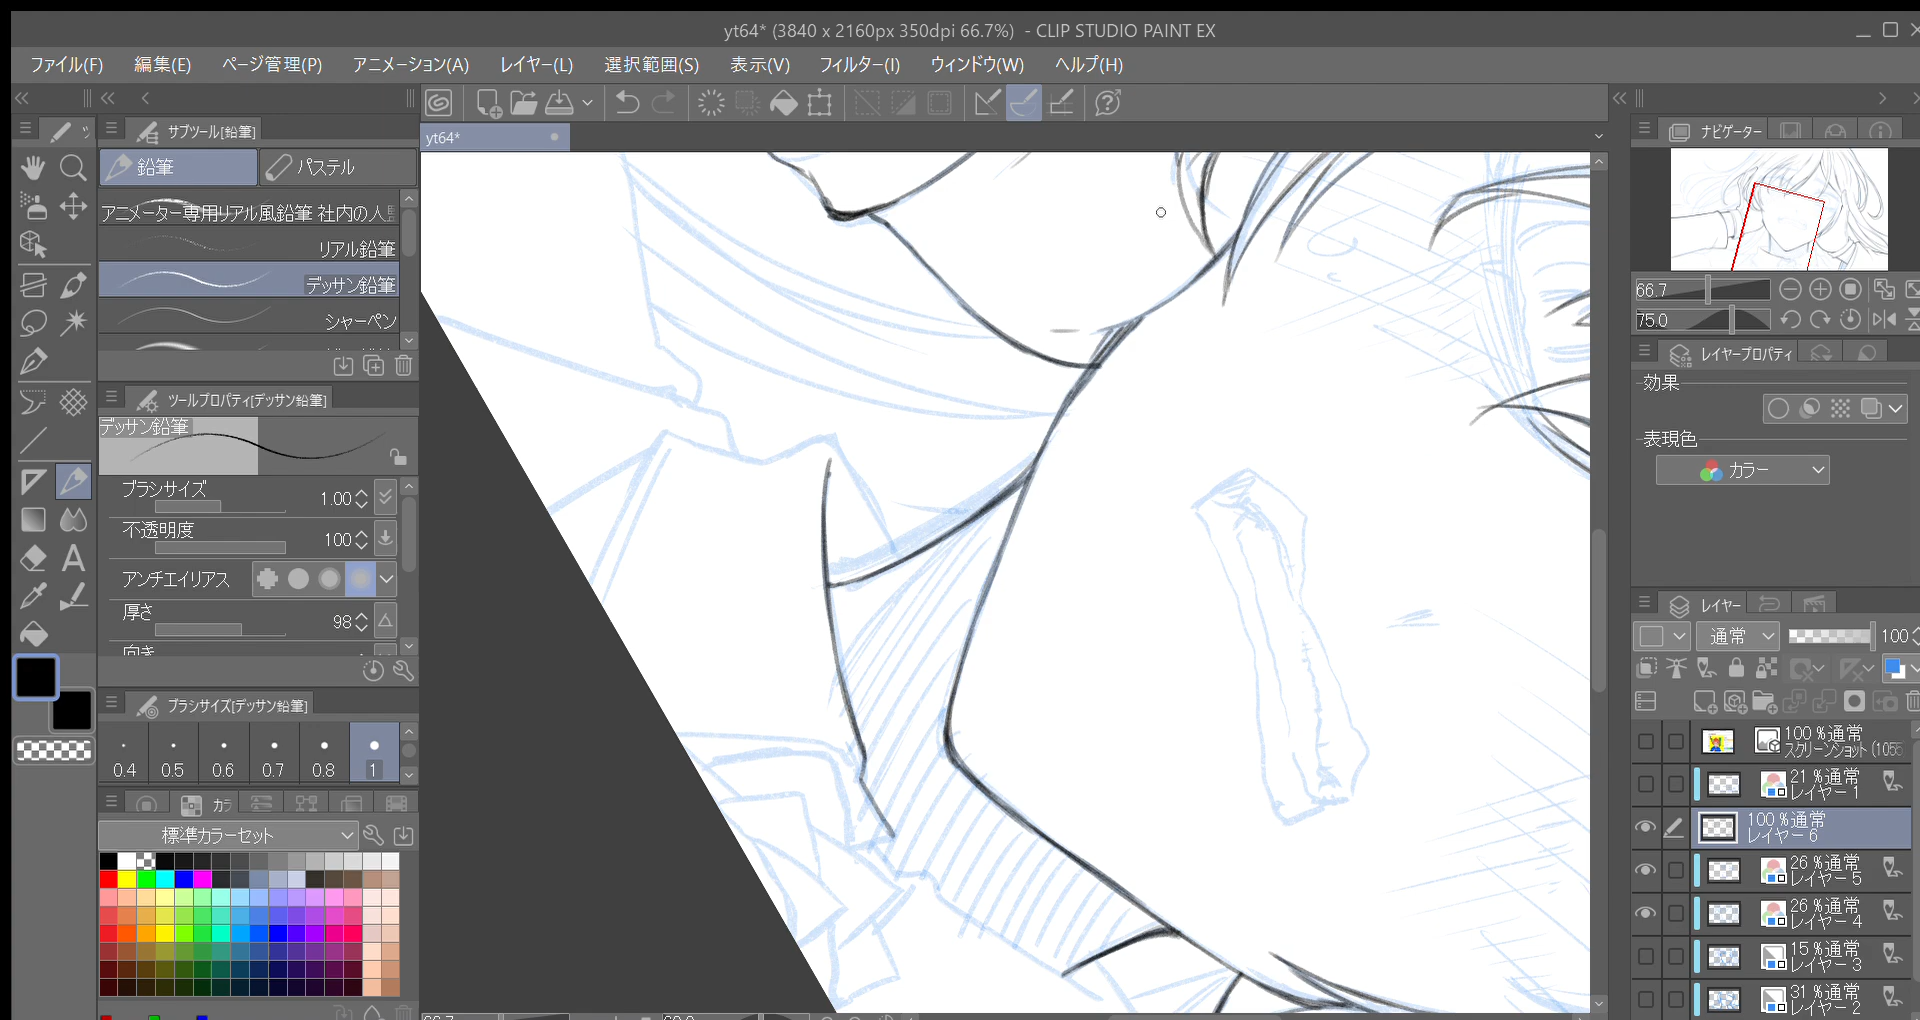 yt64* (3840 x 2160px 350dpi 66.7%) - CLIP STUDIO PAINT EX
ファイル(F) 編集(E) ページ管理(P) アニメーション(A) レイヤー(L) 選択範囲(S) 表示(V) フィルター(I) ウィンドウ(W) ヘルプ(H)
サブツール[鉛筆]
鉛筆 パステル
アニメーター専用リアル風鉛筆 社内の人
リアル鉛筆
デッサン鉛筆
シャーペン
ツールプロパティ[デッサン鉛筆]
デッサン鉛筆
ブラシサイズ 1.00
不透明度 100
アンチエイリアス
厚さ 98
向き
ブラシサイズ[デッサン鉛筆]
0.4 0.5 0.6 0.7 0.8 1
カラ
標準カラーセット
yt64*
ナビゲーター
66.7
75.0
レイヤープロパティ
効果
表現色
カラー
レイヤー
通常 100
100 %通常
スクリーンショット (1055
21 %通常
レイヤー 1
100 %通常
レイヤー 6
26 %通常
レイヤー 5
26 %通常
レイヤー 4
15 %通常
レイヤー 3
31 %通常
レイヤー 2